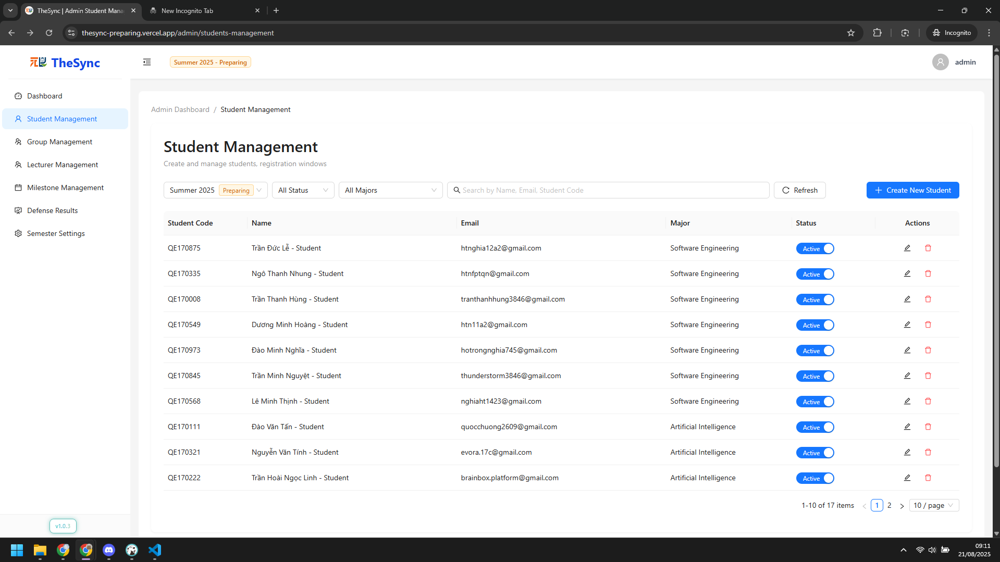 TheSync | Admin Student Mana
New Incognito Tab
thesync-preparing.vercel.app/admin/students-management
Incognito
TheSync
Summer 2025 - Preparing
admin
Dashboard
Student Management
Group Management
Lecturer Management
Milestone Management
Defense Results
Semester Settings
v1.0.3
Admin Dashboard / Student Management
Student Management
Create and manage students, registration windows
Summer 2025 Preparing All Status All Majors Search by Name, Email, Student Code Refresh Create New Student
Student Code Name Email Major Status Actions
QE170875 Trần Đức Lễ - Student htnghia12a2@gmail.com Software Engineering Active
QE170335 Ngô Thanh Nhung - Student htnfptqn@gmail.com Software Engineering Active
QE170008 Trần Thanh Hùng - Student tranthanhhung3846@gmail.com Software Engineering Active
QE170549 Dương Minh Hoàng - Student htn11a2@gmail.com Software Engineering Active
QE170973 Đào Minh Nghĩa - Student hotrongnghia745@gmail.com Software Engineering Active
QE170845 Trần Minh Nguyệt - Student thunderstorm3846@gmail.com Software Engineering Active
QE170568 Lê Minh Thịnh - Student nghiaht1423@gmail.com Software Engineering Active
QE170111 Đào Văn Tấn - Student quocchuong2609@gmail.com Artificial Intelligence Active
QE170321 Nguyễn Văn Tính - Student evora.17c@gmail.com Artificial Intelligence Active
QE170222 Trần Hoài Ngọc Linh - Student brainbox.platform@gmail.com Artificial Intelligence Active
1-10 of 17 items 1 2 10 / page
09:11
21/08/2025